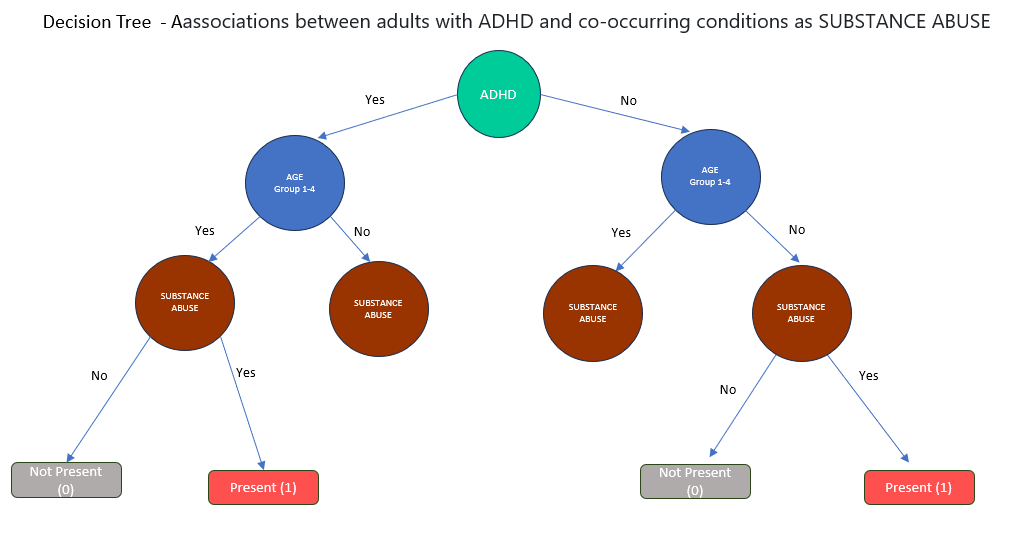 Decision Tree  - Aassociations between adults with ADHD and co-occurring conditions as SUBSTANCE ABUSE
ADHD
Yes
No
AGE
Group 1-4
AGE
Group 1-4
Yes
No
Yes
No
SUBSTANCE
ABUSE
SUBSTANCE
ABUSE
SUBSTANCE
ABUSE
SUBSTANCE
ABUSE
No
Yes
No
Yes
Not Present
(0)
Present (1)
Not Present
(0)
Present (1)